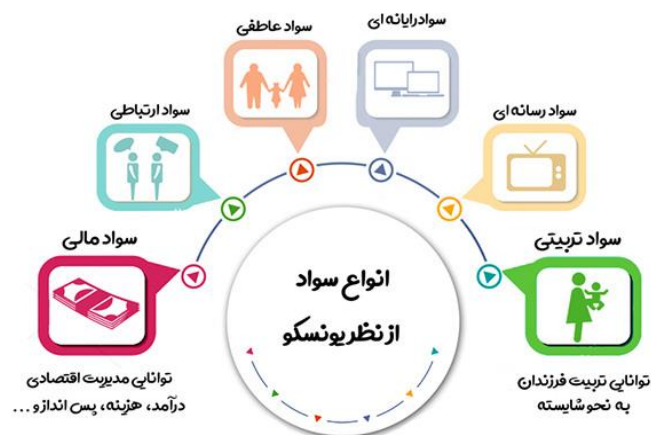 انواع سواد
از نظر یونسکو
سواد تربیتی
توانایی تربیت فرزندان
به نحو شایسته
سواد رسانه ای
سواد رایانه ای
سواد عاطفی
سواد ارتباطی
سواد مالی
توانایی مدیریت اقتصادی
درآمد، هزینه، پس انداز و ...